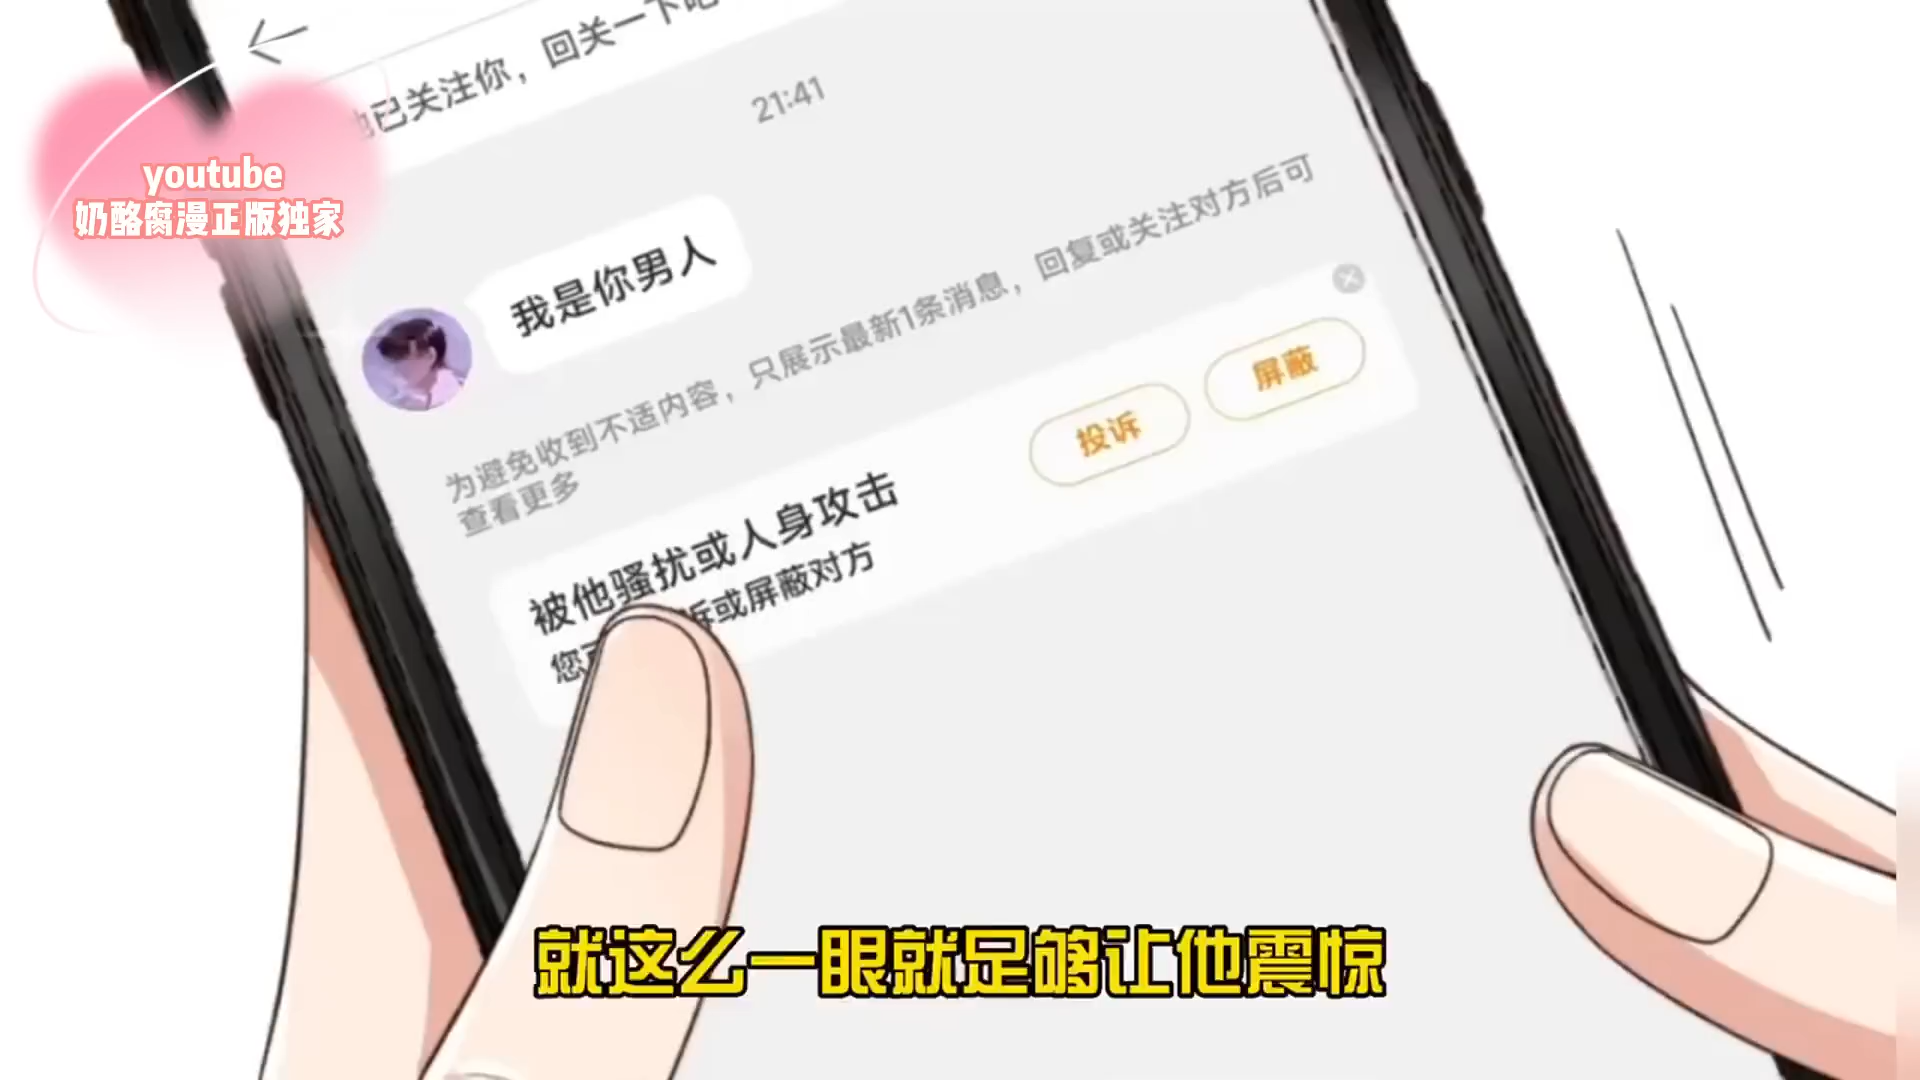 已关注你，回关一下吧
21:41
youtube
奶酪腐漫正版独家
我是你男人
为避免收到不适内容，只展示最新1条消息，回复或关注对方后可
查看更多
被他骚扰或人身攻击
您可 诉或屏蔽对方
投诉
屏蔽
就这么一眼就足够让他震惊